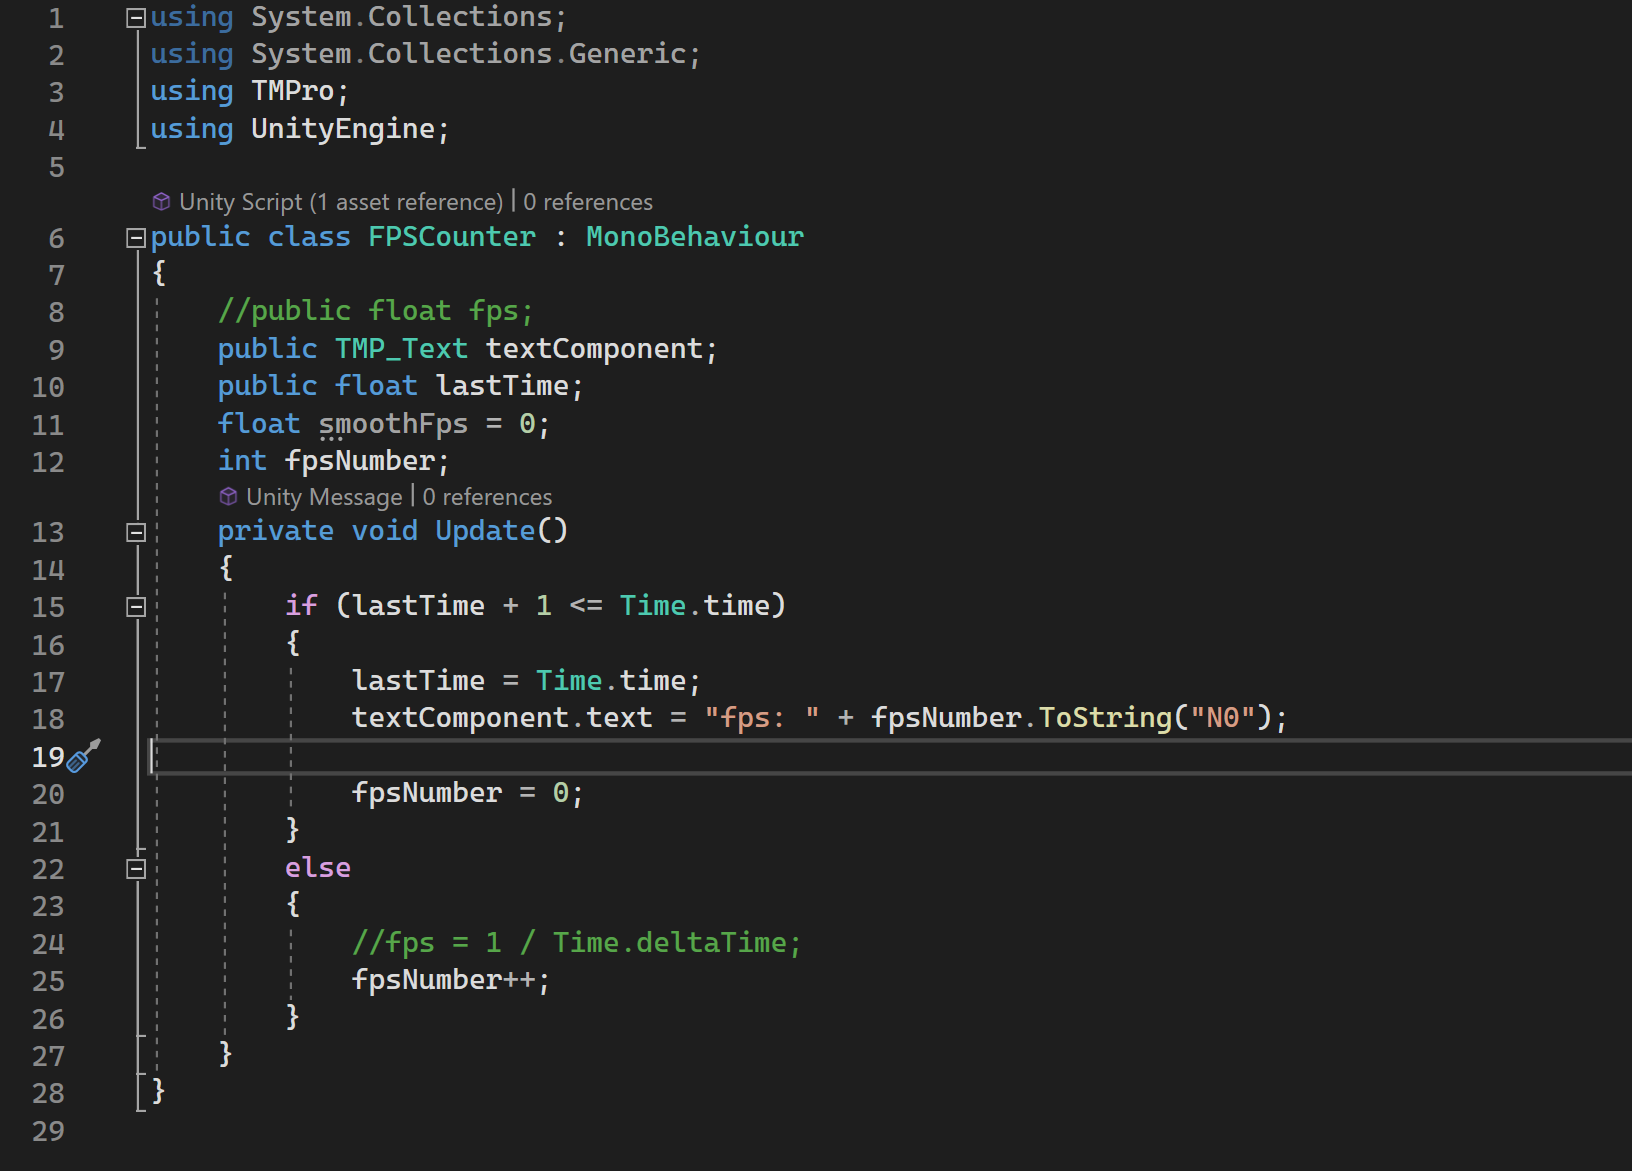 1 using System.Collections;
2 using System.Collections.Generic;
3 using TMPro;
4 using UnityEngine;
5
Unity Script (1 asset reference) | 0 references
6 public class FPSCounter : MonoBehaviour
7 {
8 //public float fps;
9 public TMP_Text textComponent;
10 public float lastTime;
11 float smoothFps = 0;
12 int fpsNumber;
Unity Message | 0 references
13 private void Update()
14 {
15 if (lastTime + 1 <= Time.time)
16 {
17 lastTime = Time.time;
18 textComponent.text = "fps: " + fpsNumber.ToString("N0");
19
20 fpsNumber = 0;
21 }
22 else
23 {
24 //fps = 1 / Time.deltaTime;
25 fpsNumber++;
26 }
27 }
28 }
29